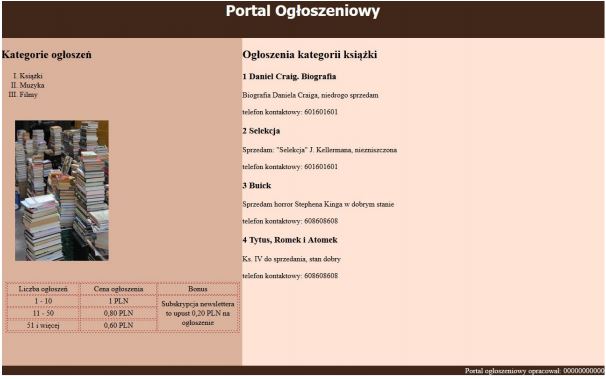 Portal Ogłoszeniowy
Kategorie ogłoszeń
I. Książki
II. Muzyka
III. Filmy
Liczba ogłoszeń Cena ogłoszenia Bonus
1 - 10 1 PLN Subskrypcja newslettera
11 - 50 0,80 PLN to upust 0,20 PLN na
51 i więcej 0,60 PLN ogłoszenie
Ogłoszenia kategorii książki
1 Daniel Craig. Biografia
Biografia Daniela Craiga, niedrogo sprzedam
telefon kontaktowy: 601601601
2 Selekcja
Sprzedam: "Selekcja" J. Kellermana, niezniszczona
telefon kontaktowy: 601601601
3 Buick
Sprzedam horror Stephena Kinga w dobrym stanie
telefon kontaktowy: 608608608
4 Tytus, Romek i Atomek
Ks. IV do sprzedania, stan dobry
telefon kontaktowy: 608608608
Portal ogłoszeniowy opracował: 00000000000